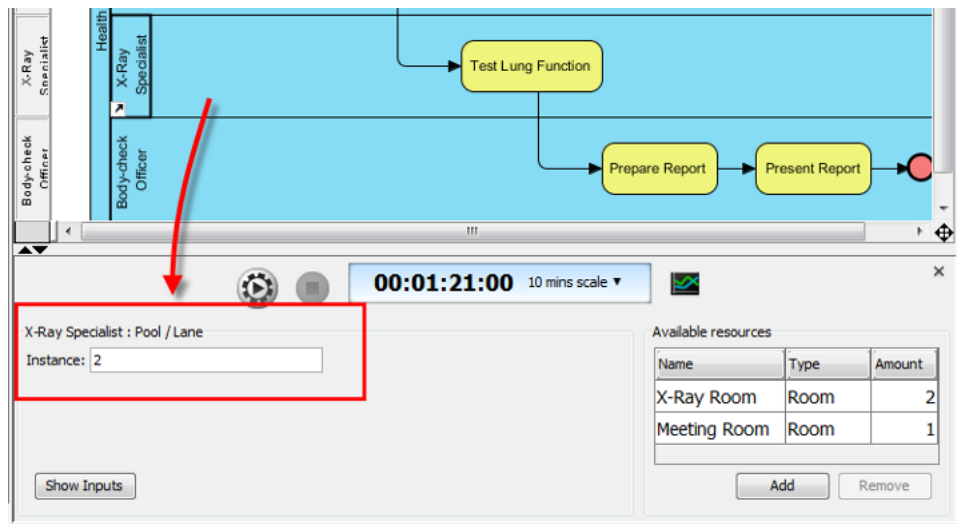 X-Ray
Specialist
Body-check
Officer
Health
X-Ray
Specialist
Body-check
Officer
Test Lung Function
Prepare Report
Present Report
00:01:21:00 10 mins scale
X-Ray Specialist : Pool / Lane
Instance: 2
Show Inputs
Available resources
Name Type Amount
X-Ray Room Room 2
Meeting Room Room 1
Add Remove